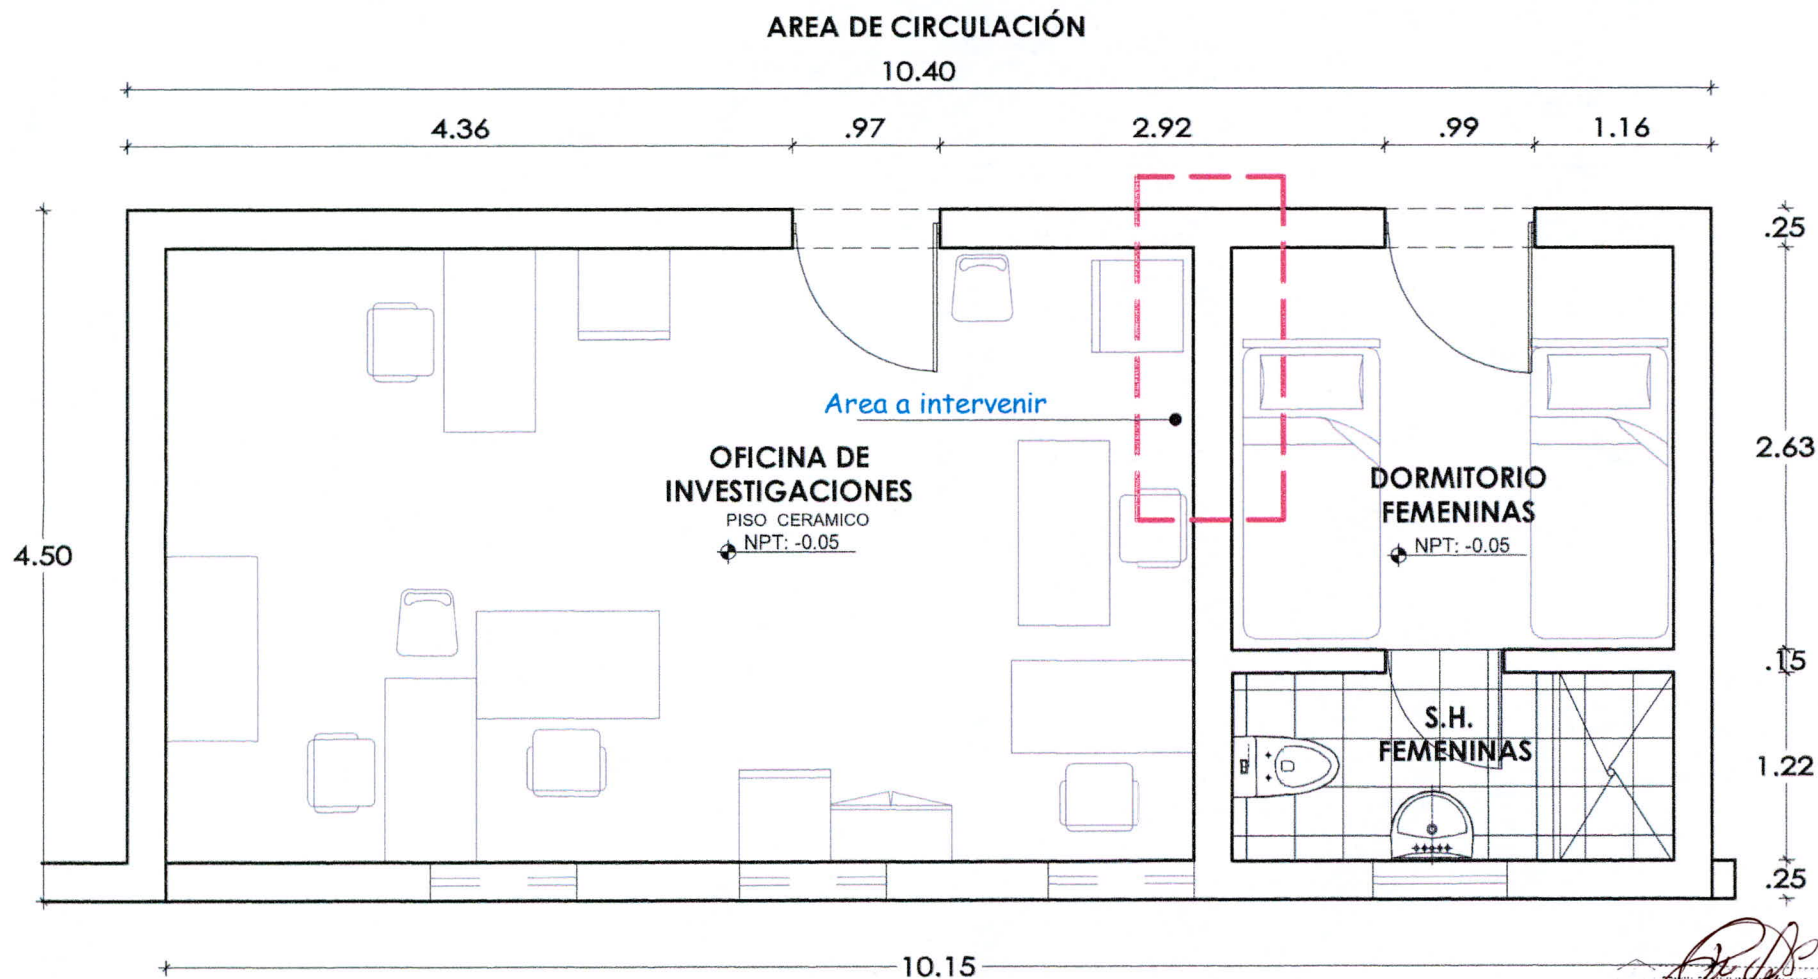 AREA DE CIRCULACIÓN
10.40
4.36 .97 2.92 .99 1.16
.25
Area a intervenir
OFICINA DE
INVESTIGACIONES
PISO CERAMICO
NPT: -0.05
DORMITORIO
FEMENINAS
NPT: -0.05
2.63
4.50
.15
S.H.
FEMENINAS
1.22
.25
10.15